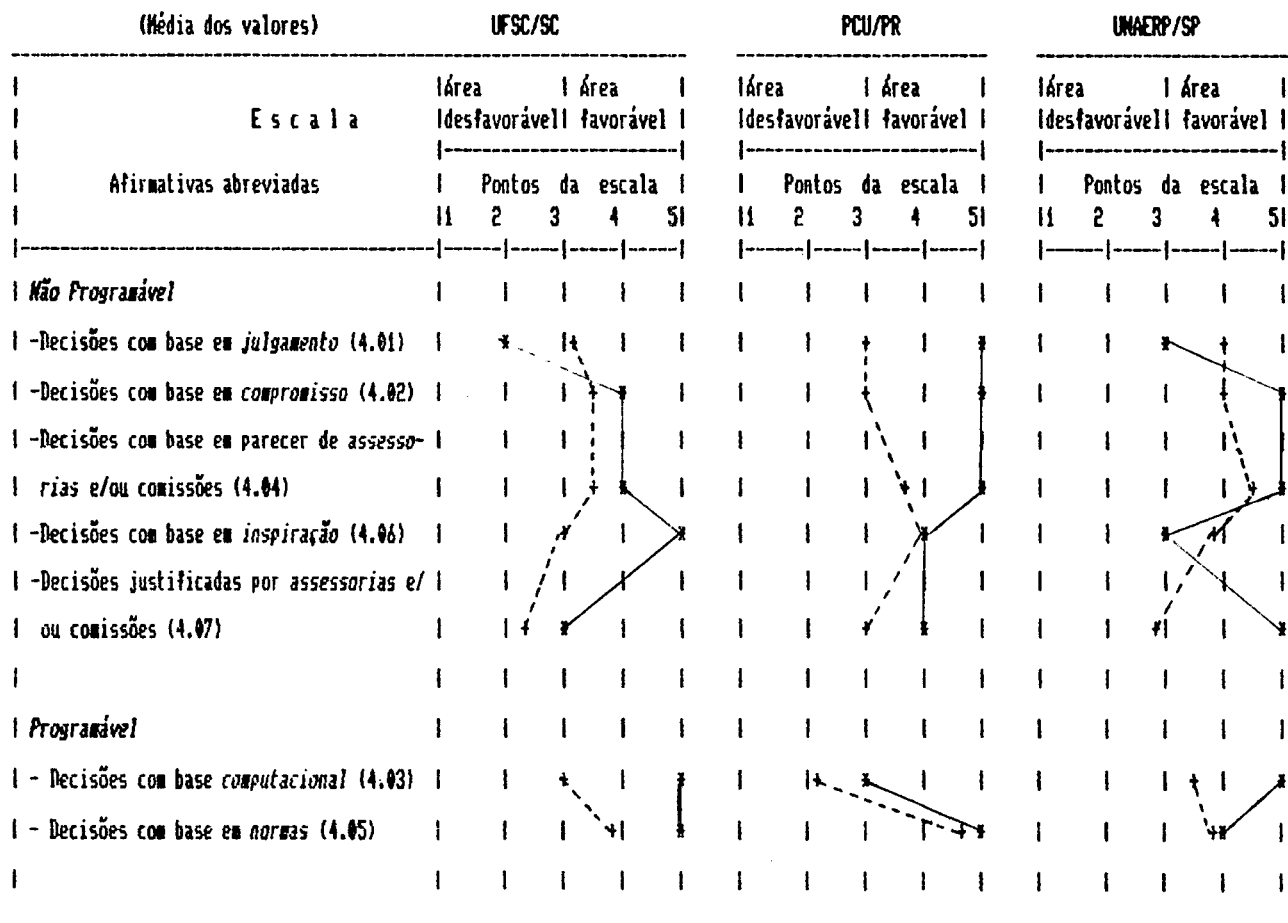 (Média dos valores) UFSC/SC PCU/PR UNAERP/SP
Área Área Área Área Área Área
Escala desfavorável favorável desfavorável favorável desfavorável favorável
Afirmativas abreviadas Pontos da escala Pontos da escala Pontos da escala
1 2 3 4 5 1 2 3 4 5 1 2 3 4 5
Não Programável
-Decisões com base em julgamento (4.01)
-Decisões com base em compromisso (4.02)
-Decisões com base em parecer de assesso-
rias e/ou comissões (4.04)
-Decisões com base em inspiração (4.06)
-Decisões justificadas por assessorias e/
ou comissões (4.07)
Programável
- Decisões com base computacional (4.03)
- Decisões com base em normas (4.05)